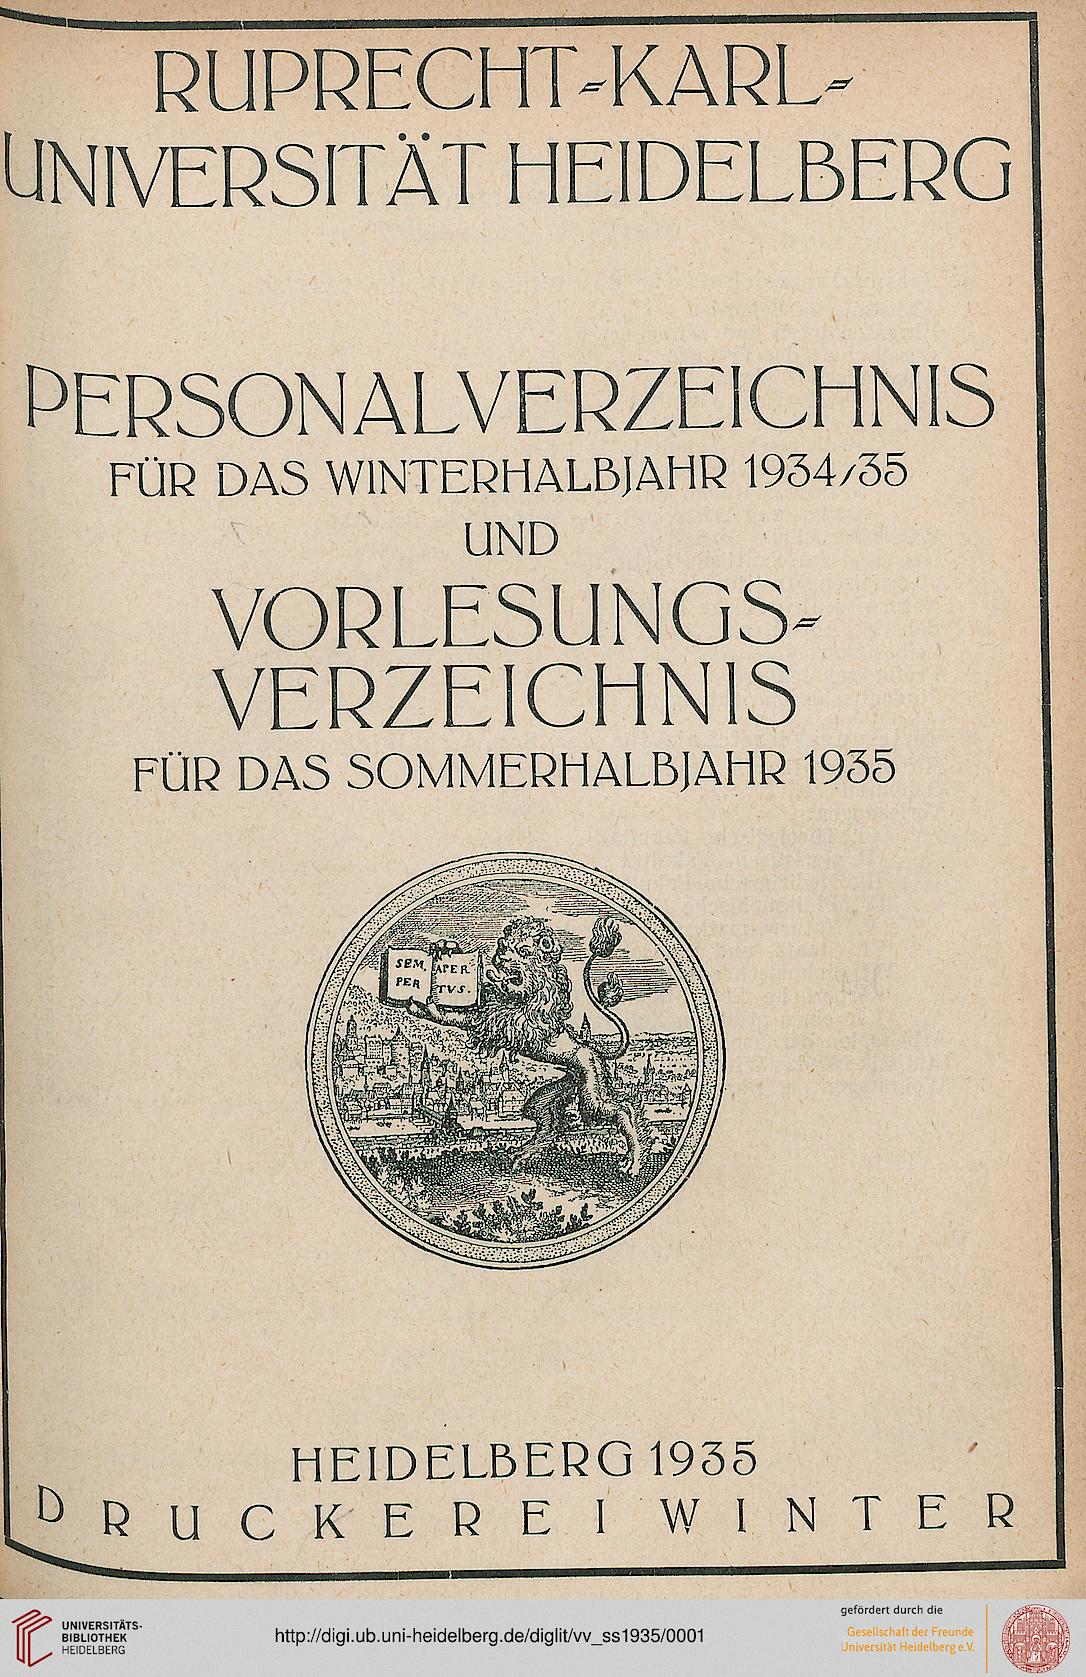 RUPRECHT-KARL-
UNIVERSITÄT HEIDELBERG
PERSONALVERZEICHNIS
FÜR DAS WINTERHALBJAHR 1934/35
UND
VORLESUNGS-
VERZEICHNIS
FÜR DAS SOMMERHALBJAHR 1935
SEM. APER
PER TVS.
HEIDELBERG 1935
DRUCKEREI WINTER
UNIVERSITÄTS-
BIBLIOTHEK
HEIDELBERG
http://digi.ub.uni-heidelberg.de/diglit/vv_ss1935/0001
gefördert durch die
Gesellschaft der Freunde
Universität Heidelberg e.V.